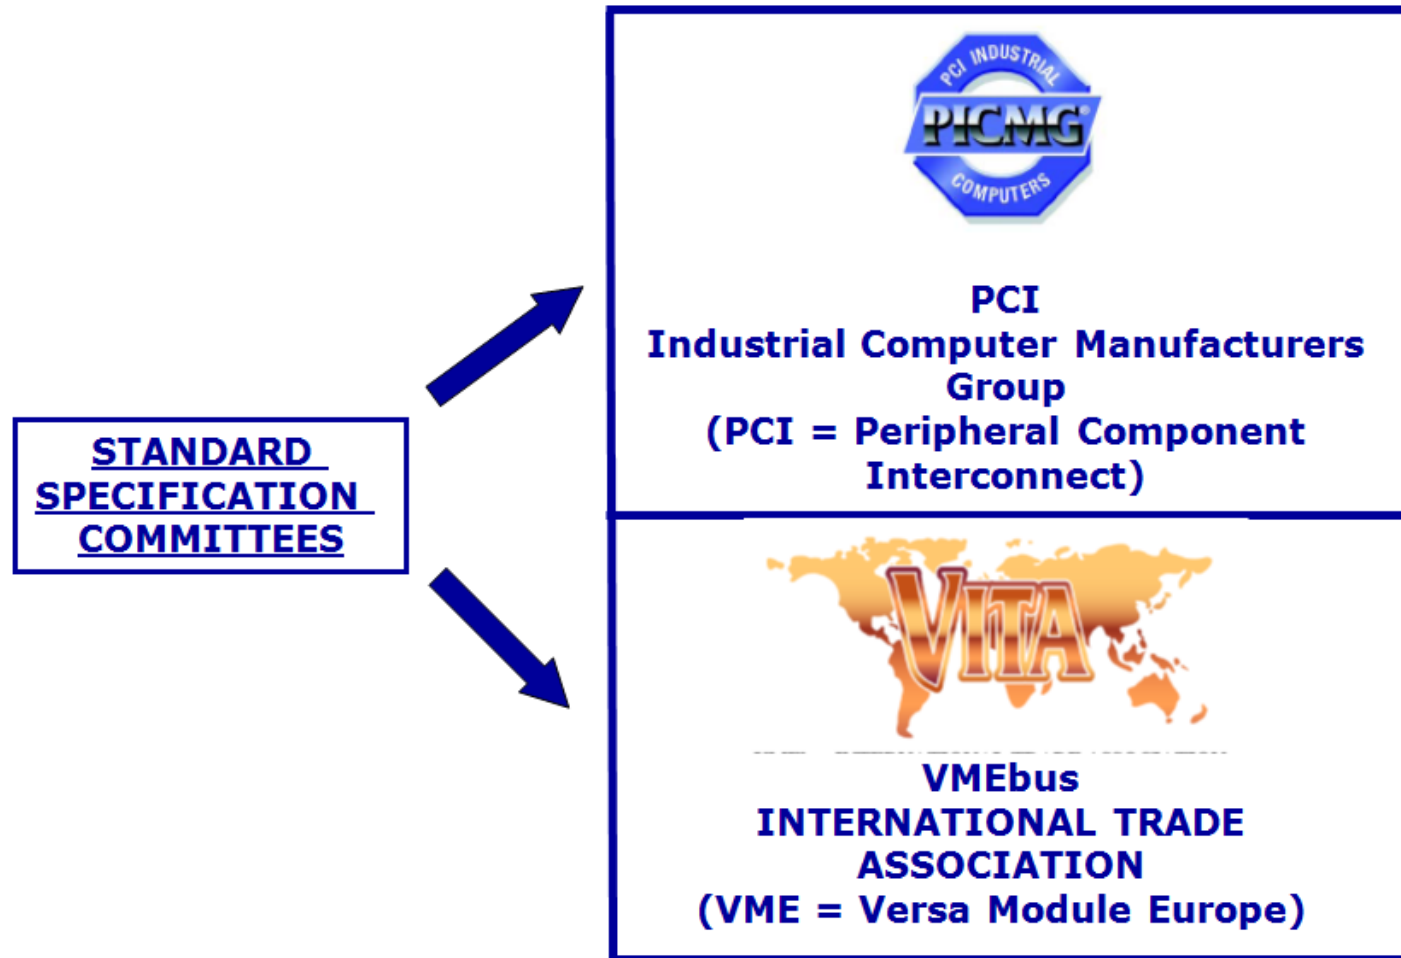 STANDARD
SPECIFICATION
COMMITTEES
PCI INDUSTRIAL
PICMG®
COMPUTERS
PCI
Industrial Computer Manufacturers
Group
(PCI = Peripheral Component
Interconnect)
VITA
VMEbus
INTERNATIONAL TRADE
ASSOCIATION
(VME = Versa Module Europe)